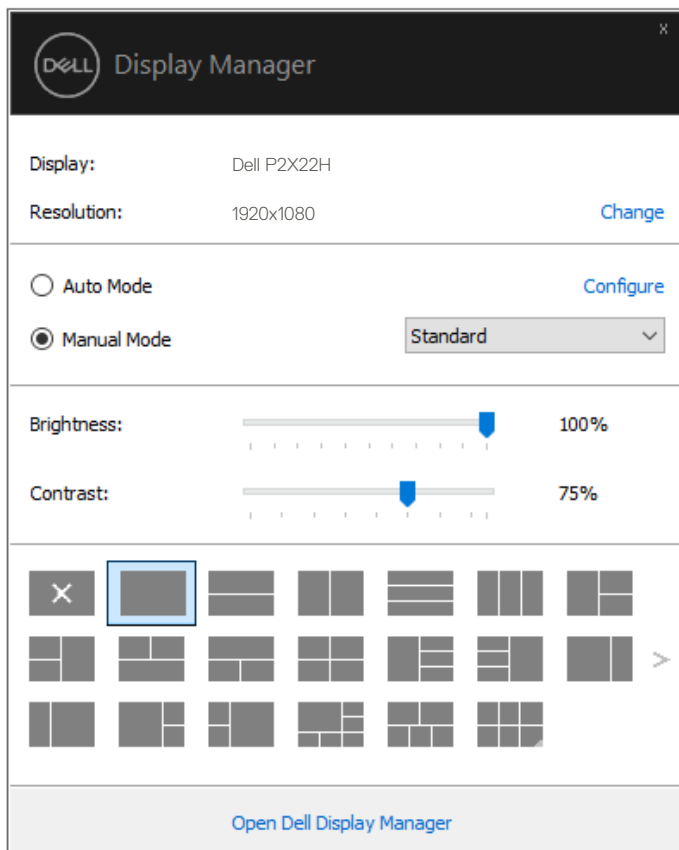 x
DELL Display Manager
Display: Dell P2X22H
Resolution: 1920x1080 Change
Auto Mode Configure
Manual Mode Standard
Brightness: 100%
Contrast: 75%
Open Dell Display Manager